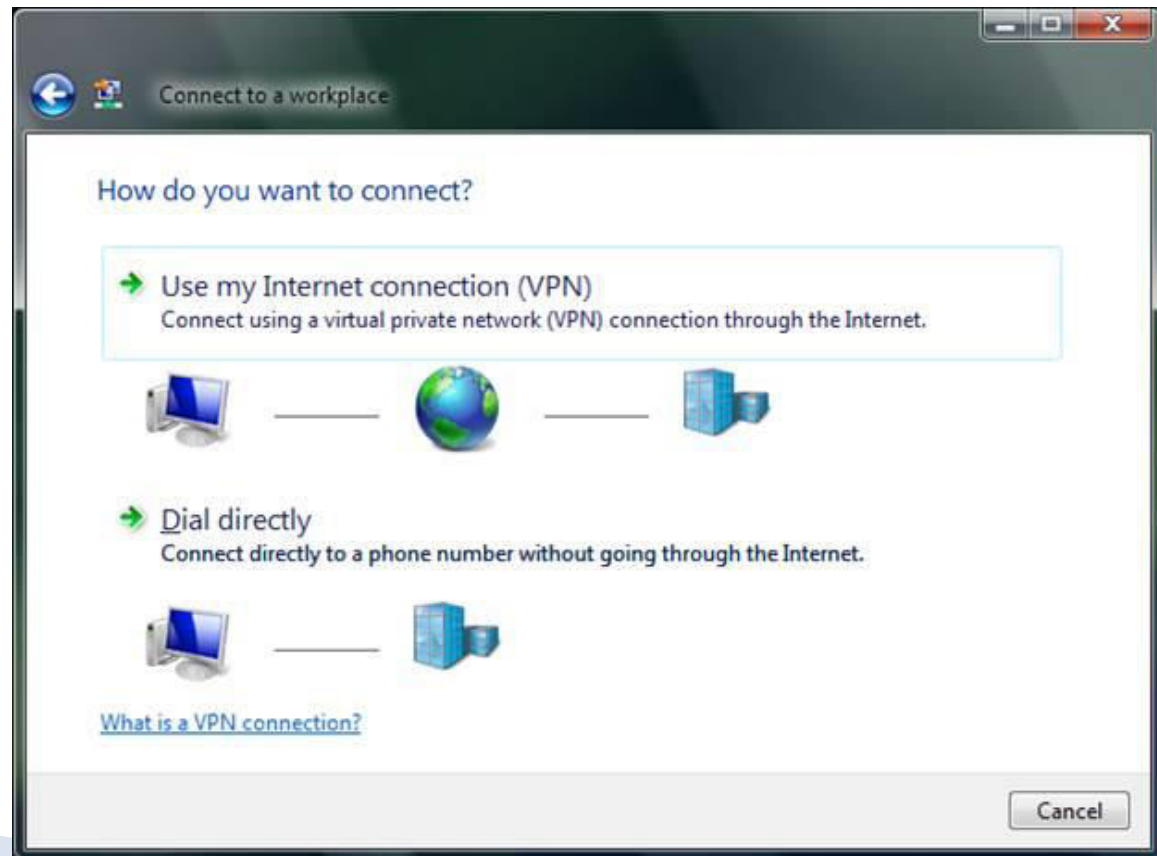 Connect to a workplace
How do you want to connect?
Use my Internet connection (VPN)
Connect using a virtual private network (VPN) connection through the Internet.
Dial directly
Connect directly to a phone number without going through the Internet.
What is a VPN connection?
Cancel